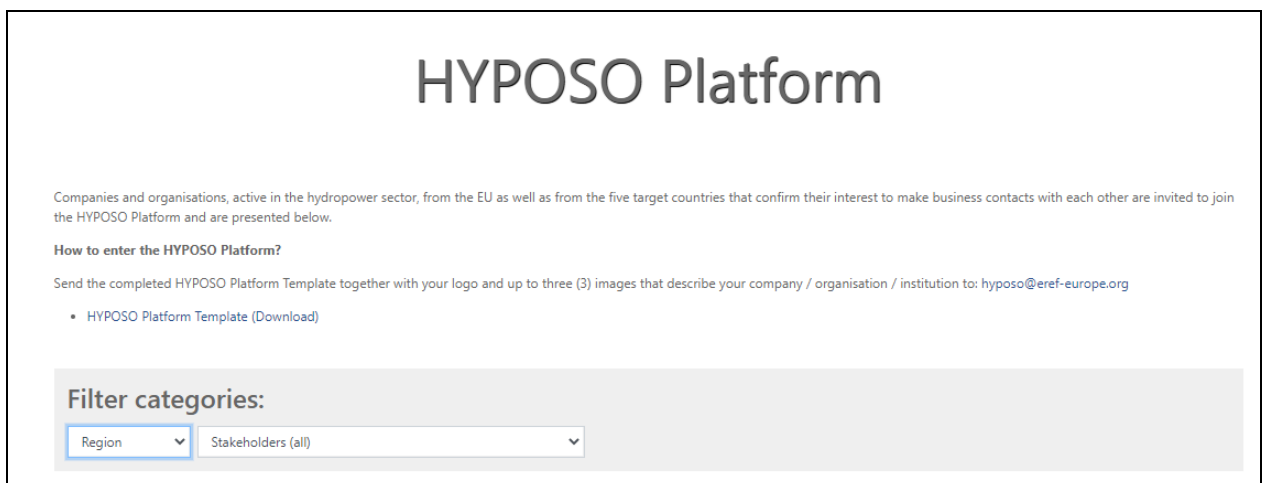 HYPOSO Platform
Companies and organisations, active in the hydropower sector, from the EU as well as from the five target countries that confirm their interest to make business contacts with each other are invited to join
the HYPOSO Platform and are presented below.
How to enter the HYPOSO Platform?
Send the completed HYPOSO Platform Template together with your logo and up to three (3) images that describe your company / organisation / institution to: hyposo@eref-europe.org
• HYPOSO Platform Template (Download)
Filter categories:
Region Stakeholders (all)